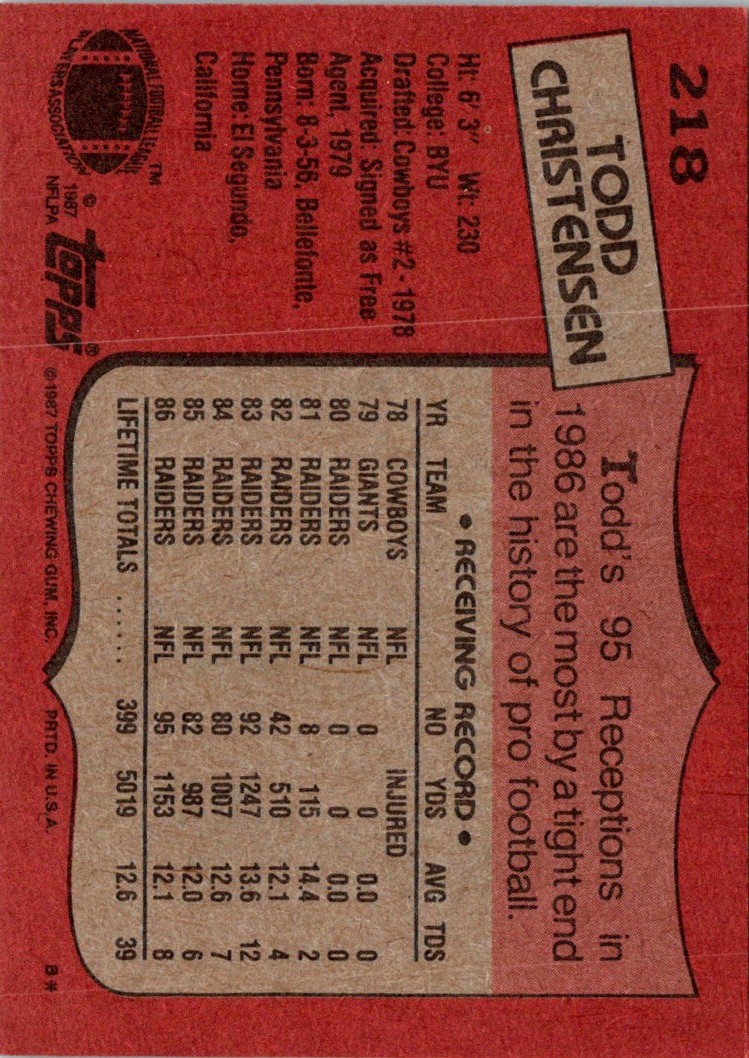 218
TODD
CHRISTENSEN
Ht: 6' 3" Wt: 230
College: BYU
Drafted: Cowboys #2-1978
Acquired: Signed as Free
Agent, 1979
Born: 8-3-56, Bellefonte,
Pennsylvania
Home: El Segundo,
California
NATIONAL FOOTBALL LEAGUE
PLAYERS ASSOCIATION
TM
© 1987
NFLPA
topps®
Todd's 95 Receptions in
1986 are the most by a tight end
in the history of pro football.
• RECEIVING RECORD •
YR TEAM NO YDS AVG TDS
78 COWBOYS NFL INJURED
79 GIANTS NFL 0 0 0.0 0
80 RAIDERS NFL 0 0 0.0 0
81 RAIDERS NFL 8 115 14.4 2
82 RAIDERS NFL 42 510 12.1 4
83 RAIDERS NFL 92 1247 13.6 12
84 RAIDERS NFL 80 1007 12.6 7
85 RAIDERS NFL 82 987 12.0 6
86 RAIDERS NFL 95 1153 12.1 8
LIFETIME TOTALS ...... 399 5019 12.6 39
© 1987 TOPPS CHEWING GUM, INC. PRTD. IN U.S.A. B*